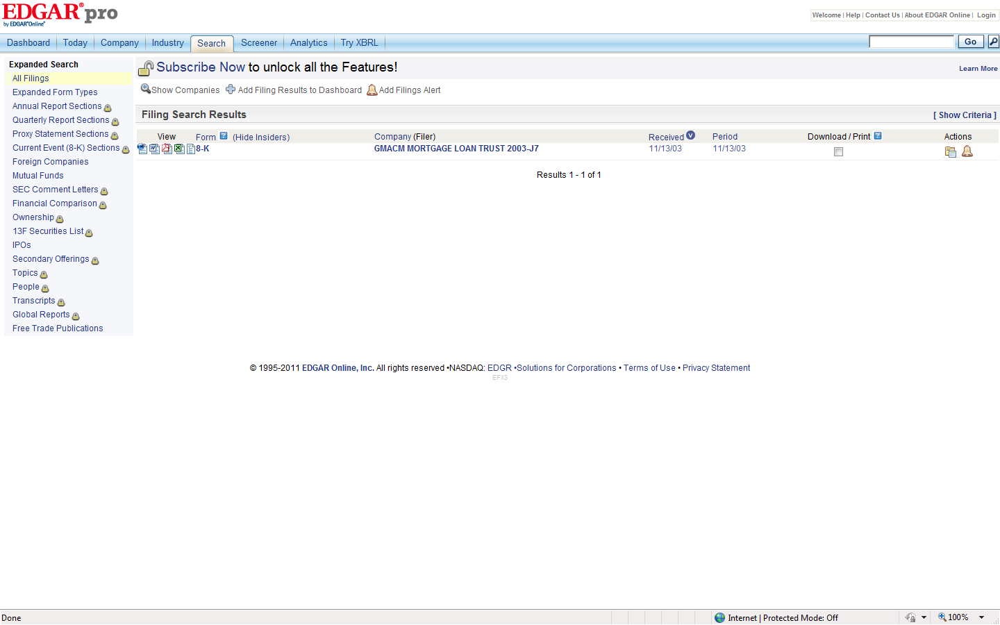 EDGAR® pro
by EDGAR®Online®
Welcome | Help | Contact Us | About EDGAR Online | Login
Dashboard Today Company Industry Search Screener Analytics Try XBRL Go
Expanded Search
All Filings
Expanded Form Types
Annual Report Sections
Quarterly Report Sections
Proxy Statement Sections
Current Event (8-K) Sections
Foreign Companies
Mutual Funds
SEC Comment Letters
Financial Comparison
Ownership
13F Securities List
IPOs
Secondary Offerings
Topics
People
Transcripts
Global Reports
Free Trade Publications
Subscribe Now to unlock all the Features!
Learn More
Show Companies Add Filing Results to Dashboard Add Filings Alert
Filing Search Results [ Show Criteria ]
View Form ? (Hide Insiders) Company (Filer) Received V Period Download / Print ? Actions
8-K GMACM MORTGAGE LOAN TRUST 2003-J7 11/13/03 11/13/03
Results 1 - 1 of 1
© 1995-2011 EDGAR Online, Inc. All rights reserved •NASDAQ: EDGR •Solutions for Corporations • Terms of Use • Privacy Statement
EFX3
Done Internet | Protected Mode: Off 100%